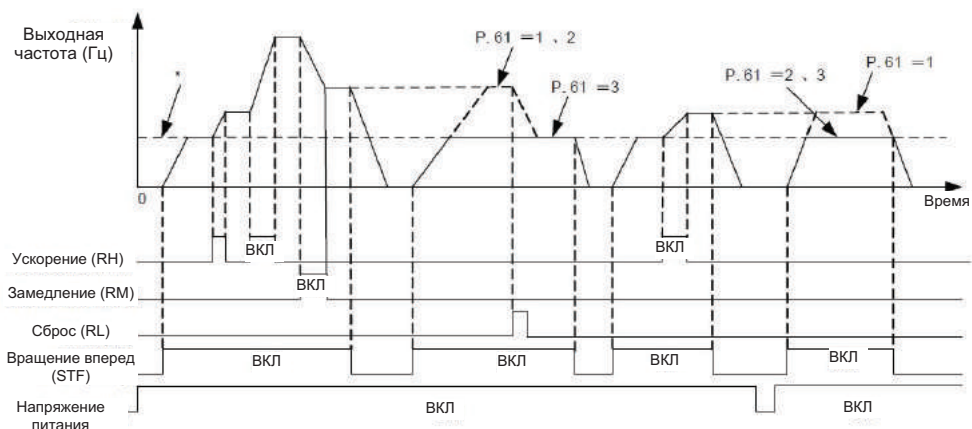 Выходная
частота (Гц)
*
P.61 =1 、2
P.61 =3
P.61 =2 、3
P.61 =1
0
Время
Ускорение (RH)
ВКЛ
ВКЛ
Замедление (RM)
ВКЛ
Сброс (RL)
Вращение вперед
(STF)
ВКЛ
ВКЛ
ВКЛ
ВКЛ
Напряжение
питания
ВКЛ
ВКЛ